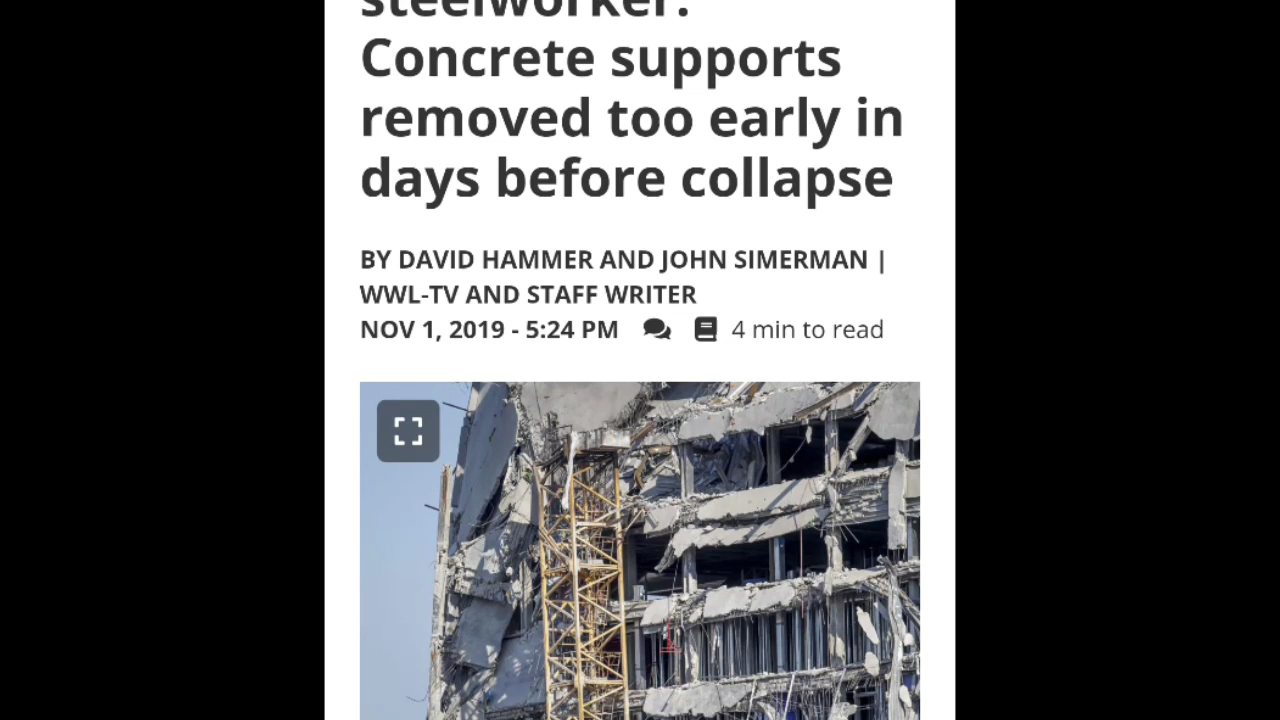 steelworker:
Concrete supports
removed too early in
days before collapse
BY DAVID HAMMER AND JOHN SIMERMAN |
WWL-TV AND STAFF WRITER
NOV 1, 2019 - 5:24 PM 4 min to read